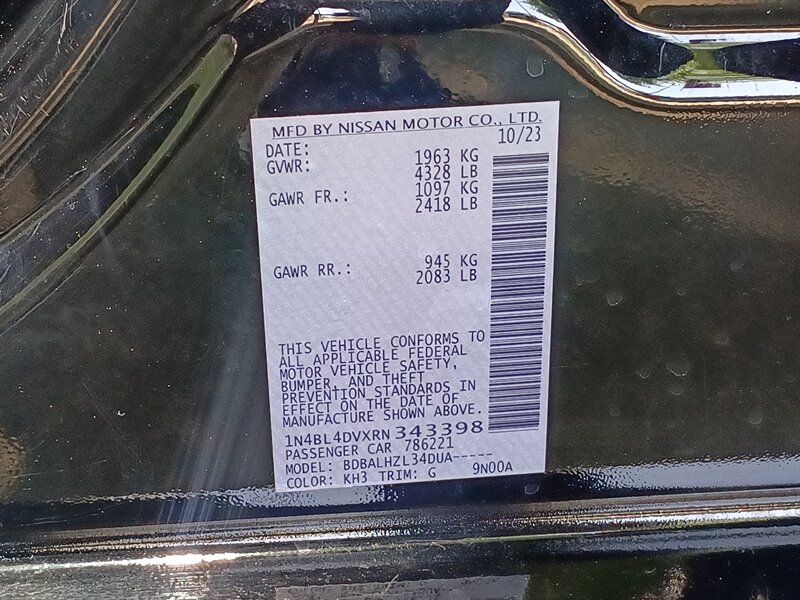 MFD BY NISSAN MOTOR CO., LTD.
DATE: 10/23
GVWR: 1963 KG
4328 LB
GAWR FR.: 1097 KG
2418 LB
GAWR RR.: 945 KG
2083 LB
THIS VEHICLE CONFORMS TO
ALL APPLICABLE FEDERAL
MOTOR VEHICLE SAFETY,
BUMPER, AND THEFT
PREVENTION STANDARDS IN
EFFECT ON THE DATE OF
MANUFACTURE SHOWN ABOVE.
1N4BL4DVXRN343398
PASSENGER CAR 786221
MODEL: BDBALHZL34DUA-----
COLOR: KH3 TRIM: G 9N00A